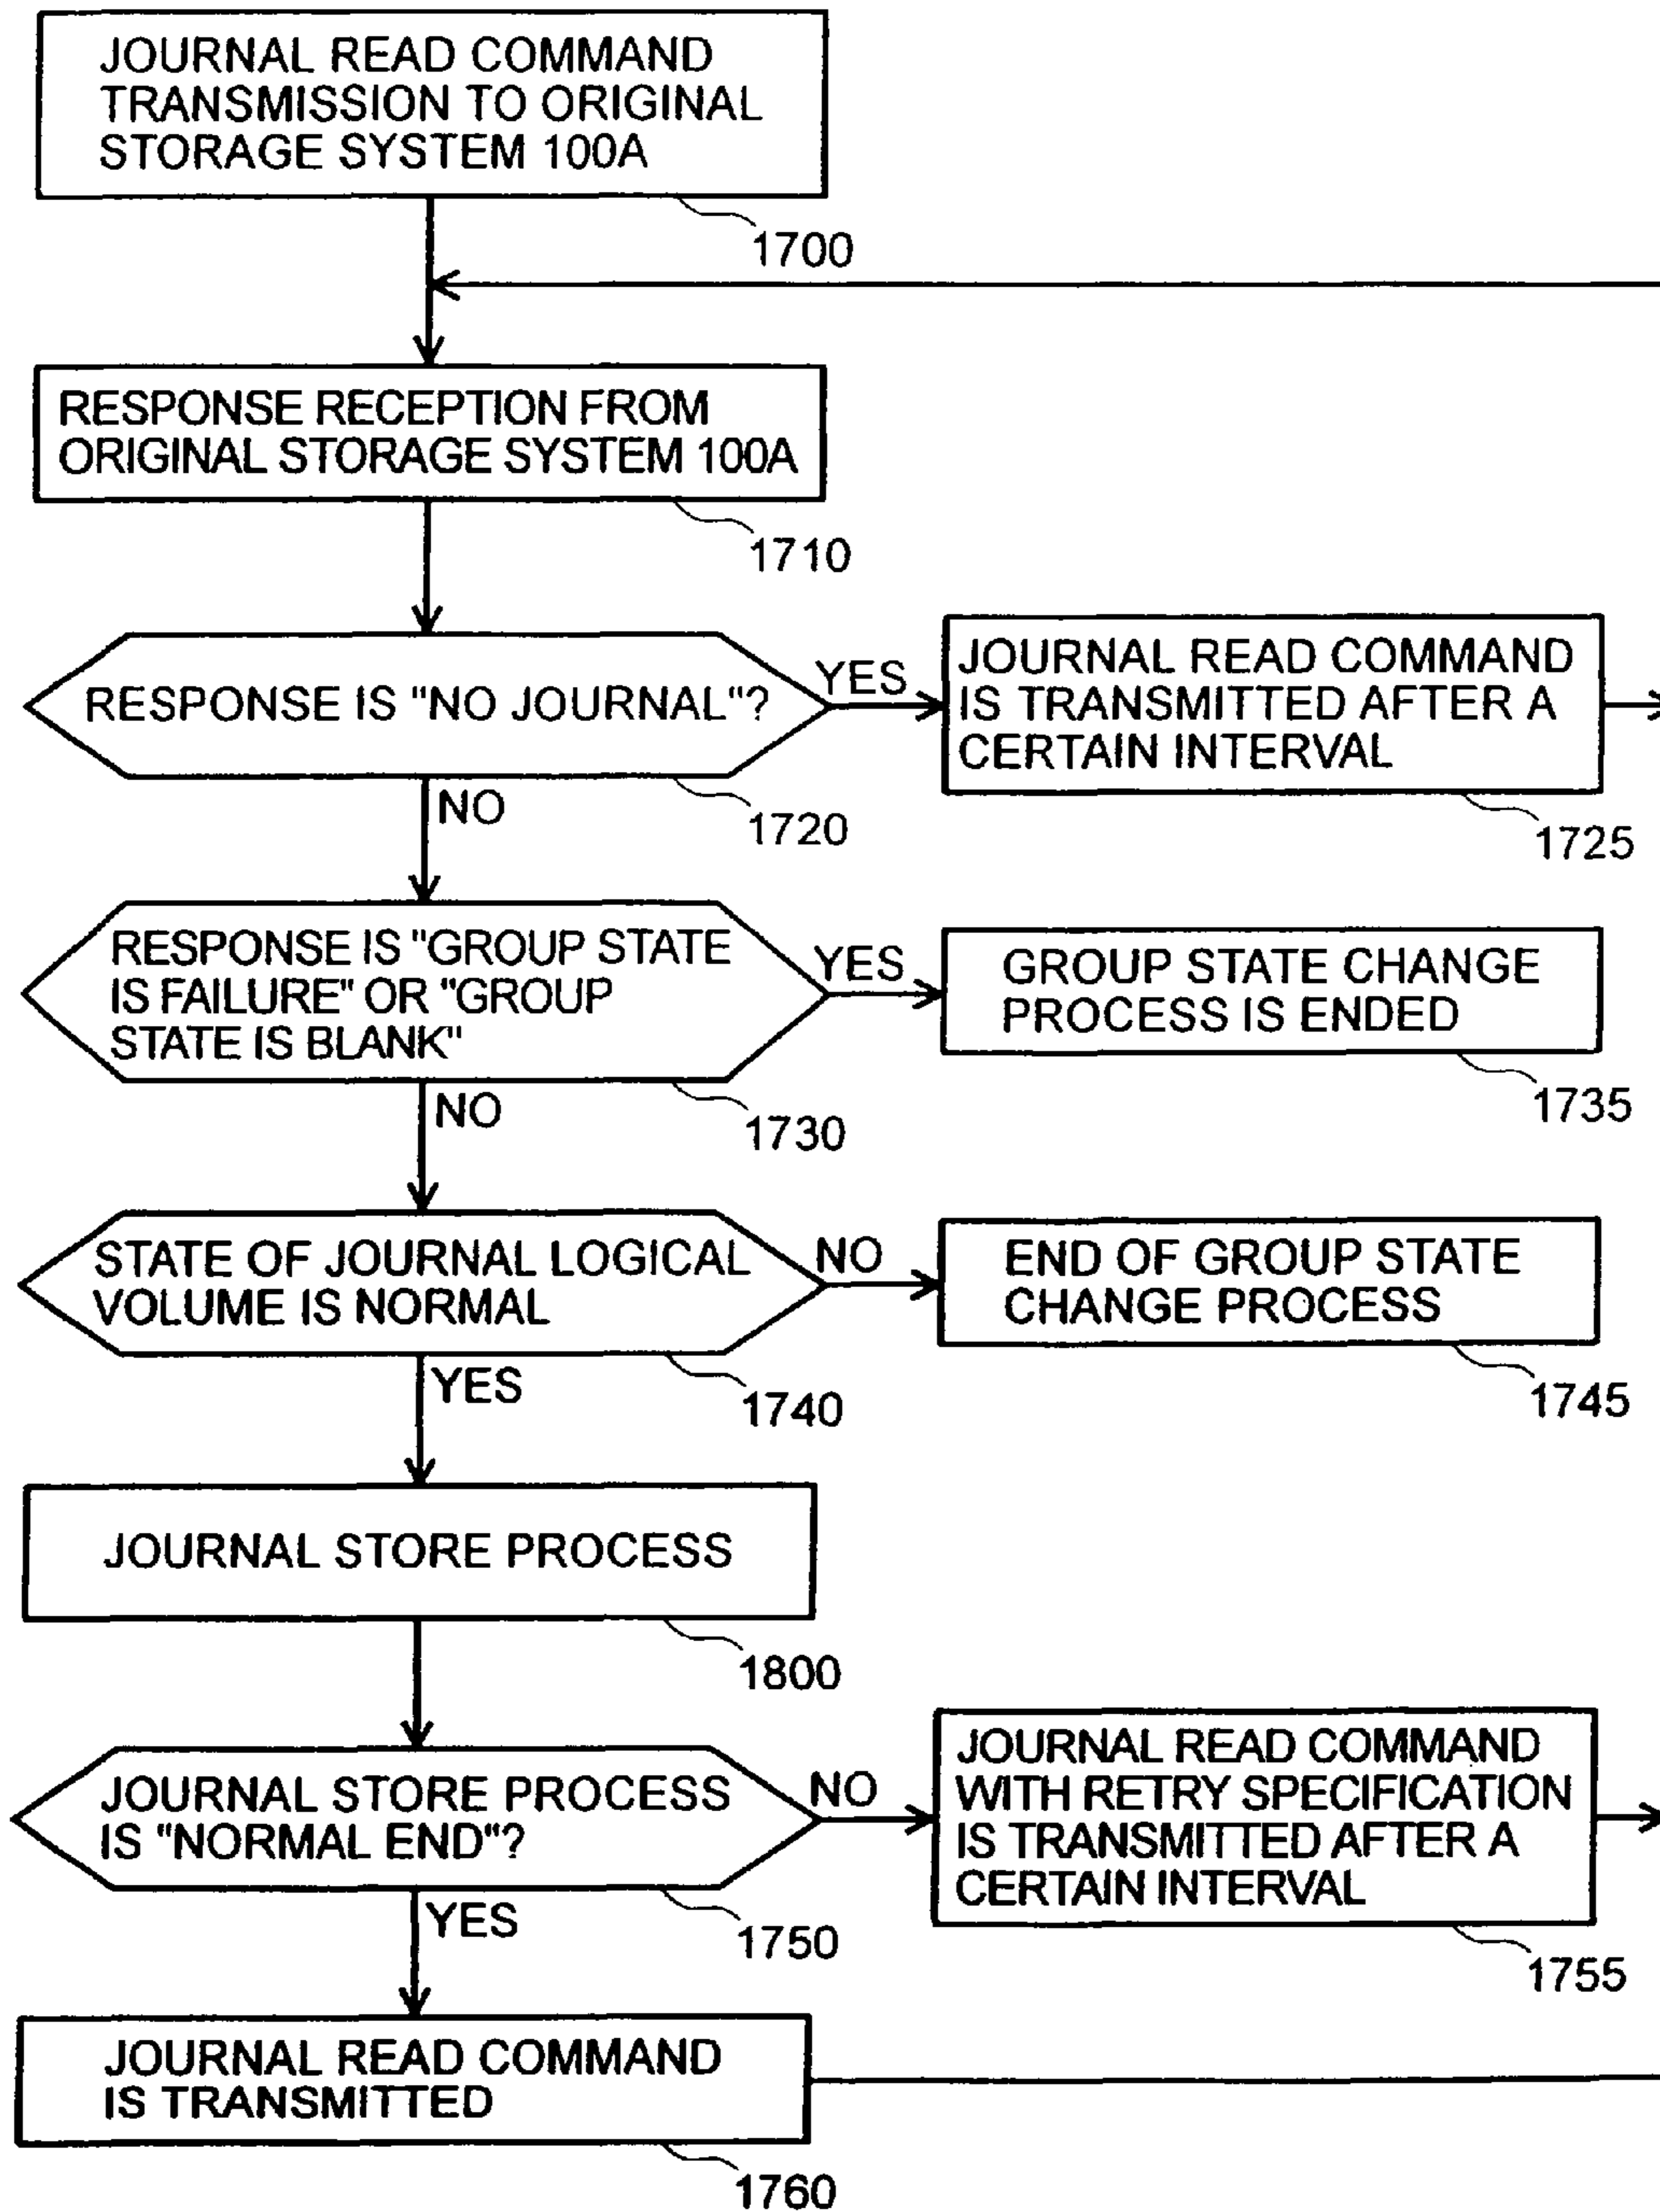 JOURNAL READ COMMAND
TRANSMISSION TO ORIGINAL
STORAGE SYSTEM 100A
1700
RESPONSE RECEPTION FROM
ORIGINAL STORAGE SYSTEM 100A
1710
RESPONSE IS "NO JOURNAL"?
YES
JOURNAL READ COMMAND
IS TRANSMITTED AFTER A
CERTAIN INTERVAL
NO
1720
1725
RESPONSE IS "GROUP STATE
IS FAILURE" OR "GROUP
STATE IS BLANK"
YES
GROUP STATE CHANGE
PROCESS IS ENDED
NO
1730
1735
STATE OF JOURNAL LOGICAL
VOLUME IS NORMAL
NO
END OF GROUP STATE
CHANGE PROCESS
YES
1740
1745
JOURNAL STORE PROCESS
1800
JOURNAL STORE PROCESS
IS "NORMAL END"?
NO
JOURNAL READ COMMAND
WITH RETRY SPECIFICATION
IS TRANSMITTED AFTER A
CERTAIN INTERVAL
YES
1750
1755
JOURNAL READ COMMAND
IS TRANSMITTED
1760